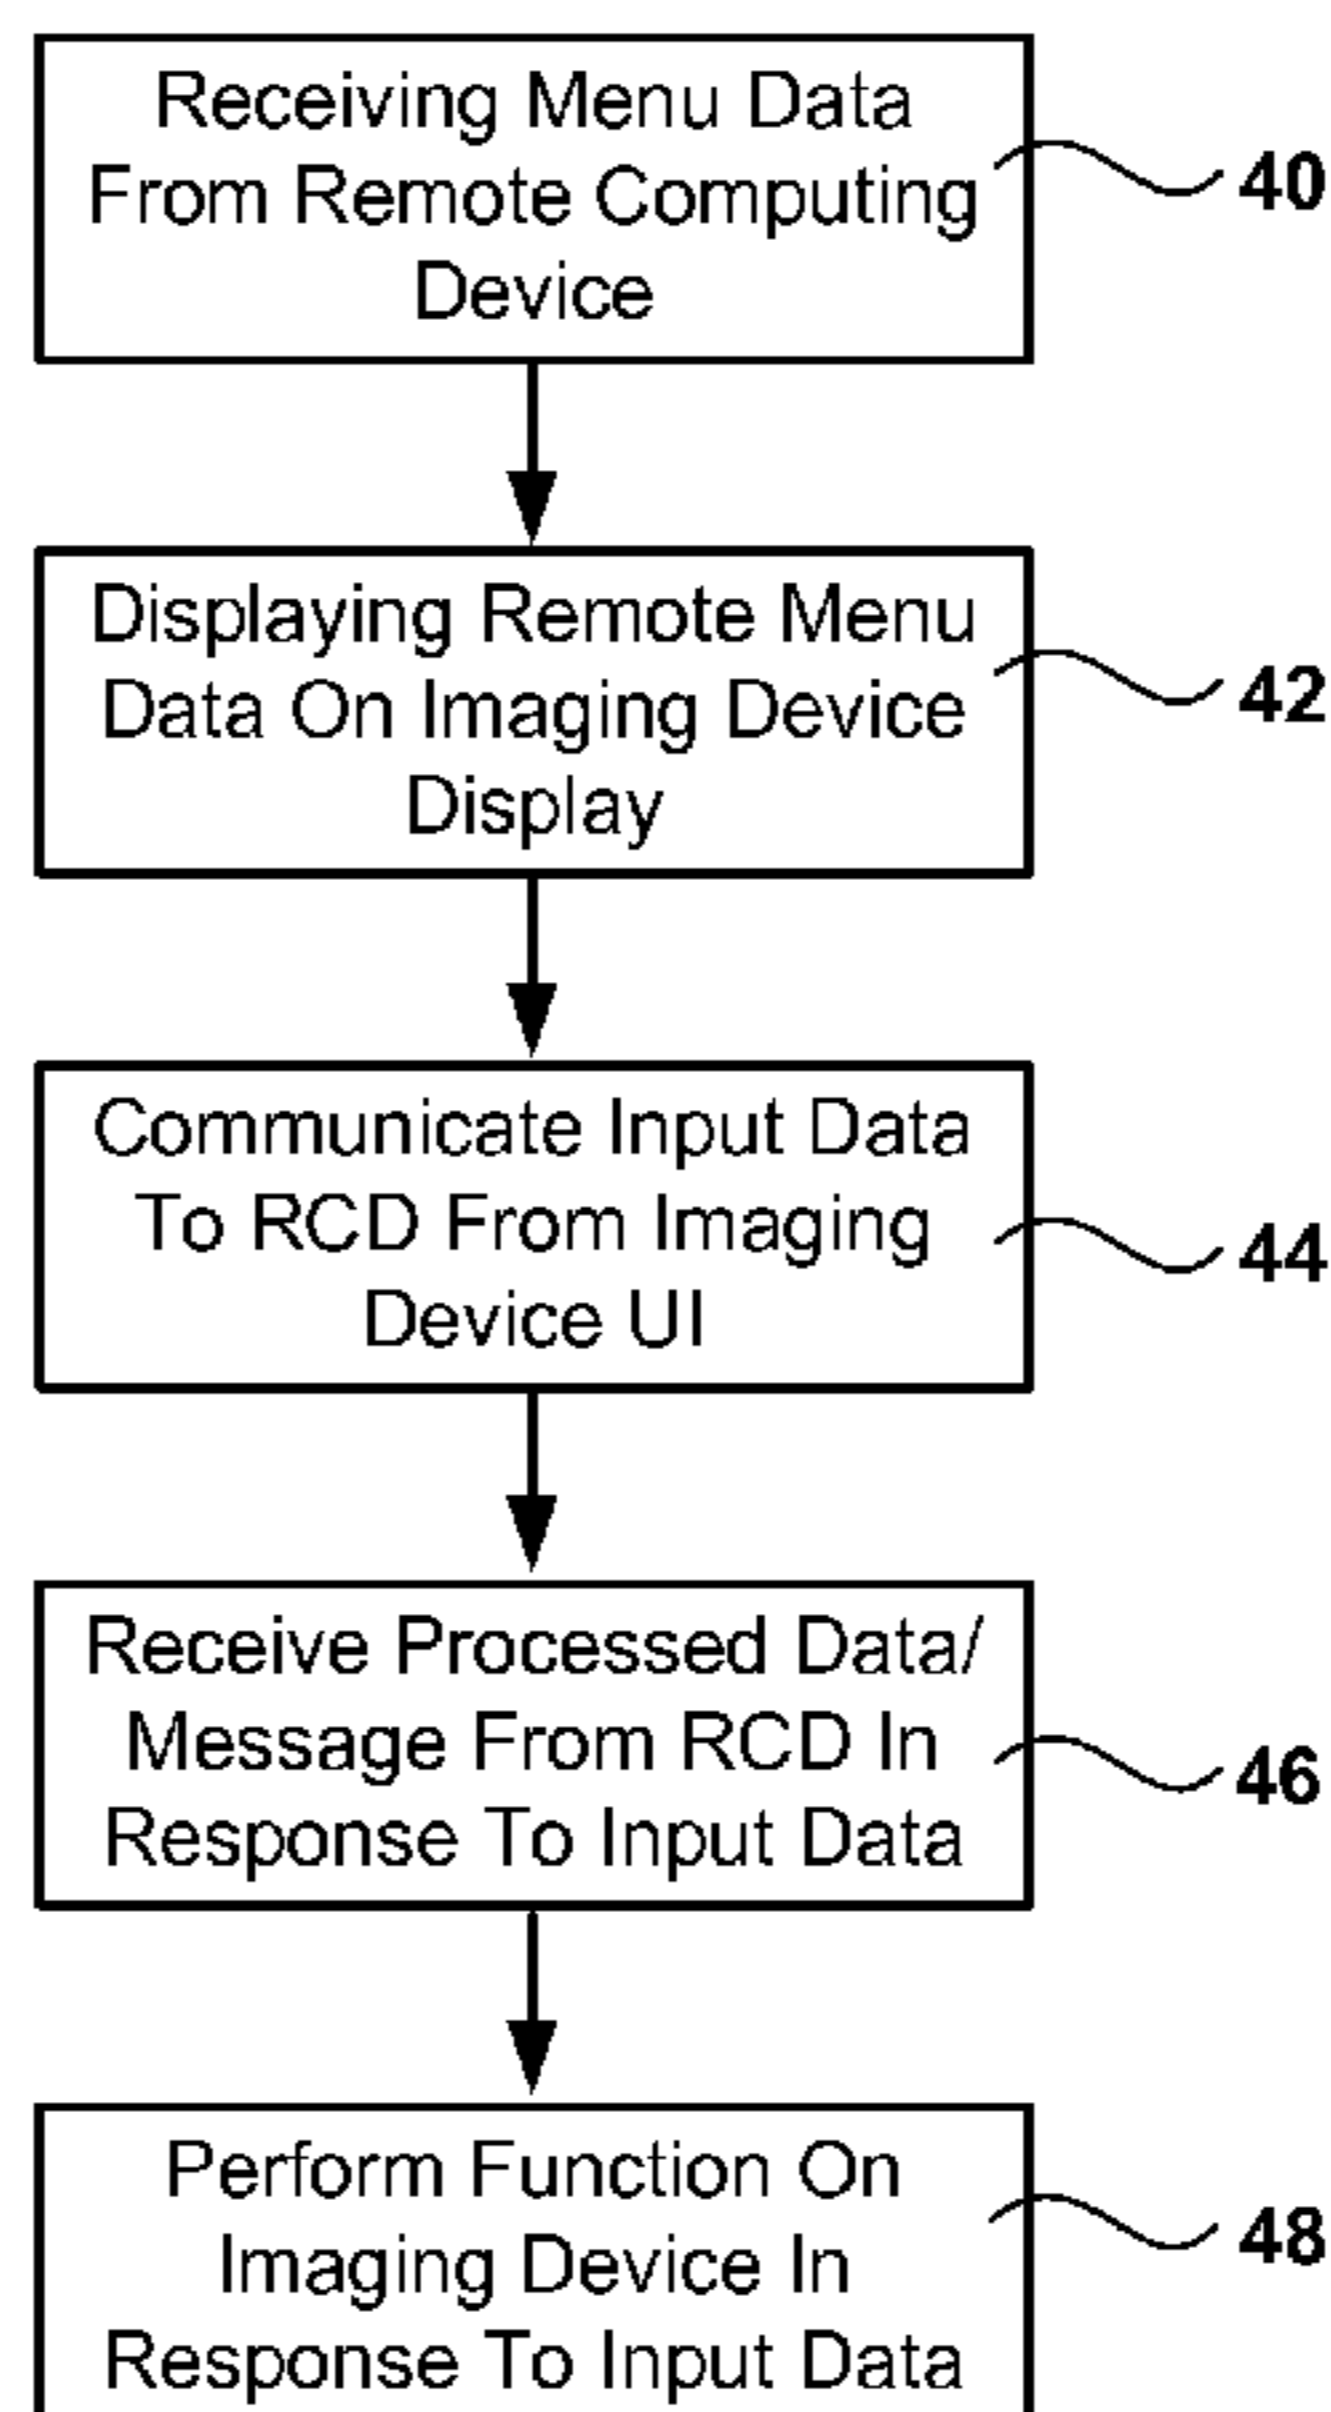 Receiving Menu Data
From Remote Computing
Device
40
Displaying Remote Menu
Data On Imaging Device
Display
42
Communicate Input Data
To RCD From Imaging
Device UI
44
Receive Processed Data/
Message From RCD In
Response To Input Data
46
Perform Function On
Imaging Device In
Response To Input Data
48